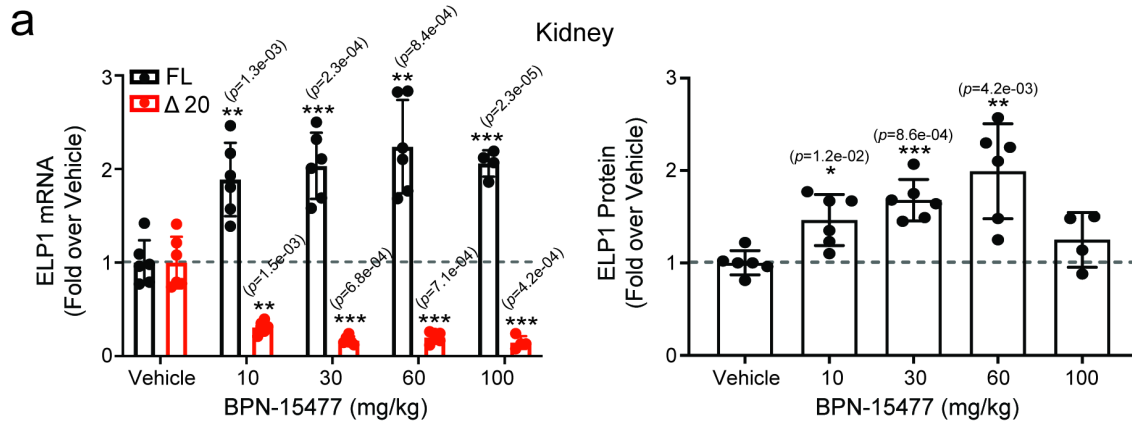 a
Kidney
ELP1 mRNA
(Fold over Vehicle)
3
2
1
0
FL
Δ 20
(p=1.3e-03)
**
(p=2.3e-04)
***
(p=8.4e-04)
**
(p=2.3e-05)
***
(p=1.5e-03)
**
(p=6.8e-04)
***
(p=7.1e-04)
***
(p=4.2e-04)
***
Vehicle 10 30 60 100
BPN-15477 (mg/kg)
ELP1 Protein
(Fold over Vehicle)
3
2
1
0
(p=1.2e-02)
*
(p=8.6e-04)
***
(p=4.2e-03)
**
Vehicle 10 30 60 100
BPN-15477 (mg/kg)